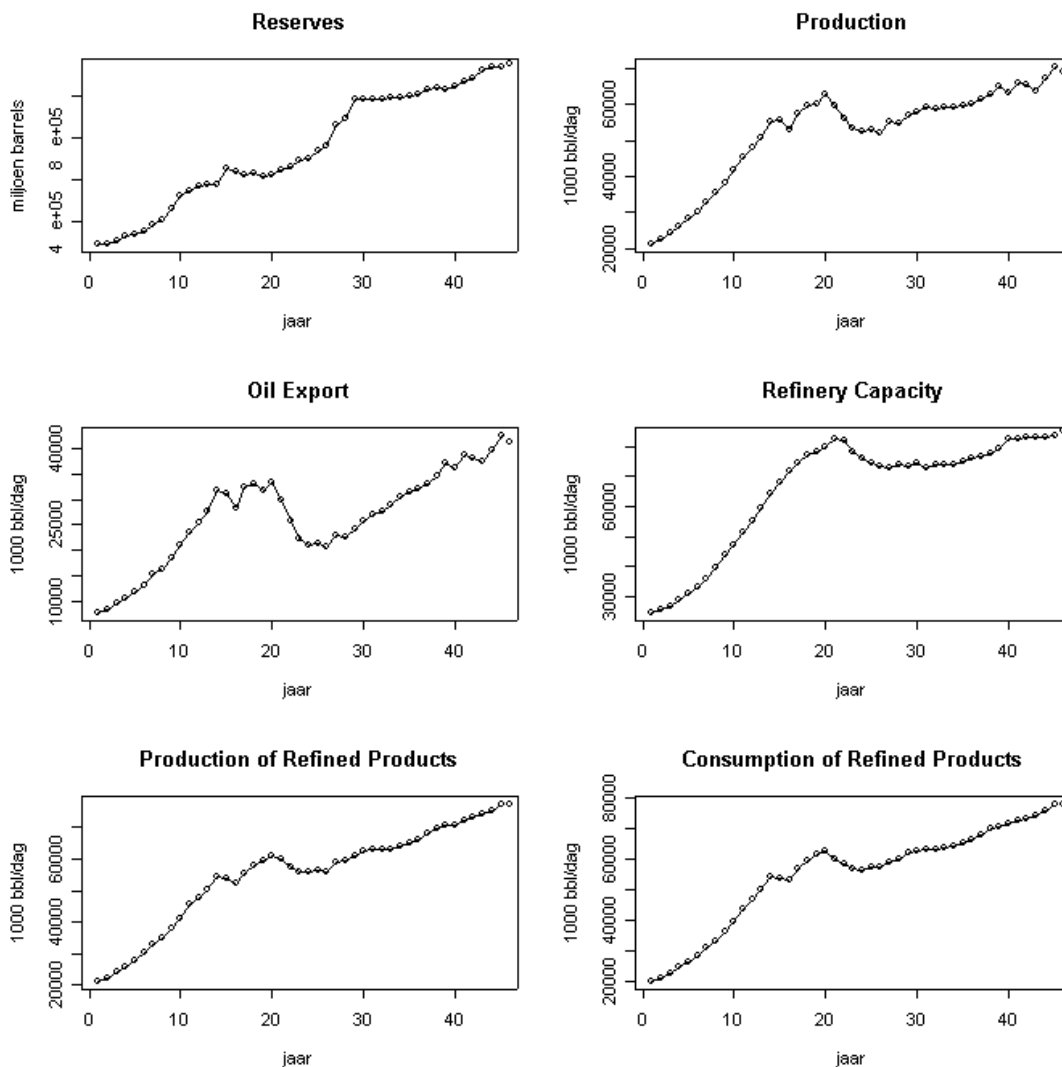 Reserves
miljoen barrels
4 e+05 8 e+05
0 10 20 30 40
jaar
Production
1000 bbl/dag
20000 40000 60000
0 10 20 30 40
jaar
Oil Export
1000 bbl/dag
10000 25000 40000
0 10 20 30 40
jaar
Refinery Capacity
1000 bbl/dag
30000 60000
0 10 20 30 40
jaar
Production of Refined Products
1000 bbl/dag
20000 40000 60000
0 10 20 30 40
jaar
Consumption of Refined Products
1000 bbl/dag
20000 40000 60000 80000
0 10 20 30 40
jaar